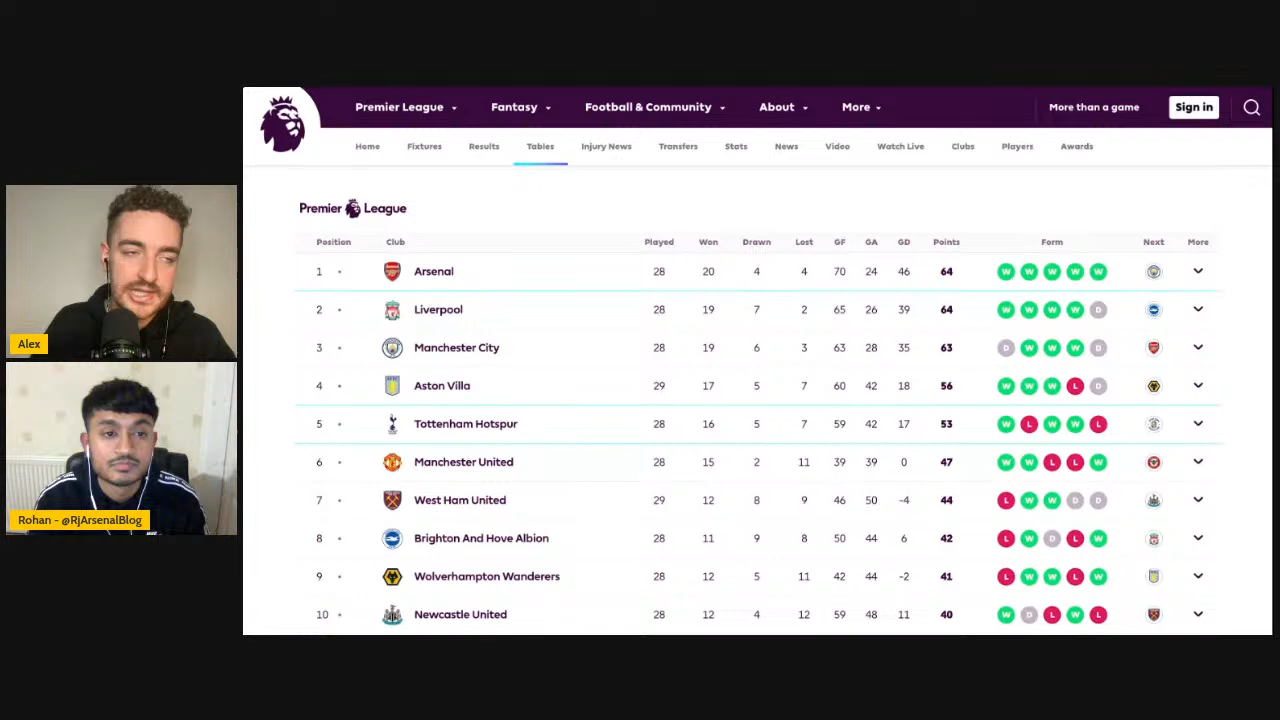 Premier League Fantasy Football & Community About More More than a game Sign in
Home Fixtures Results Tables Injury News Transfers Stats News Video Watch Live Clubs Players Awards
Premier League
Position Club Played Won Drawn Lost GF GA GD Points Form Next More
1 Arsenal 28 20 4 4 70 24 46 64 W W W W W
2 Liverpool 28 19 7 2 65 26 39 64 W W W W D
3 Manchester City 28 19 6 3 63 28 35 63 D W W W D
4 Aston Villa 29 17 5 7 60 42 18 56 W W W L D
5 Tottenham Hotspur 28 16 5 7 59 42 17 53 W L W W L
6 Manchester United 28 15 2 11 39 39 0 47 W W L L W
7 West Ham United 29 12 8 9 46 50 -4 44 L W W D D
8 Brighton And Hove Albion 28 11 9 8 50 44 6 42 L W D L W
9 Wolverhampton Wanderers 28 12 5 11 42 44 -2 41 L W W L W
10 Newcastle United 28 12 4 12 59 48 11 40 W D L W L
Alex
Rohan - @RjArsenalBlog